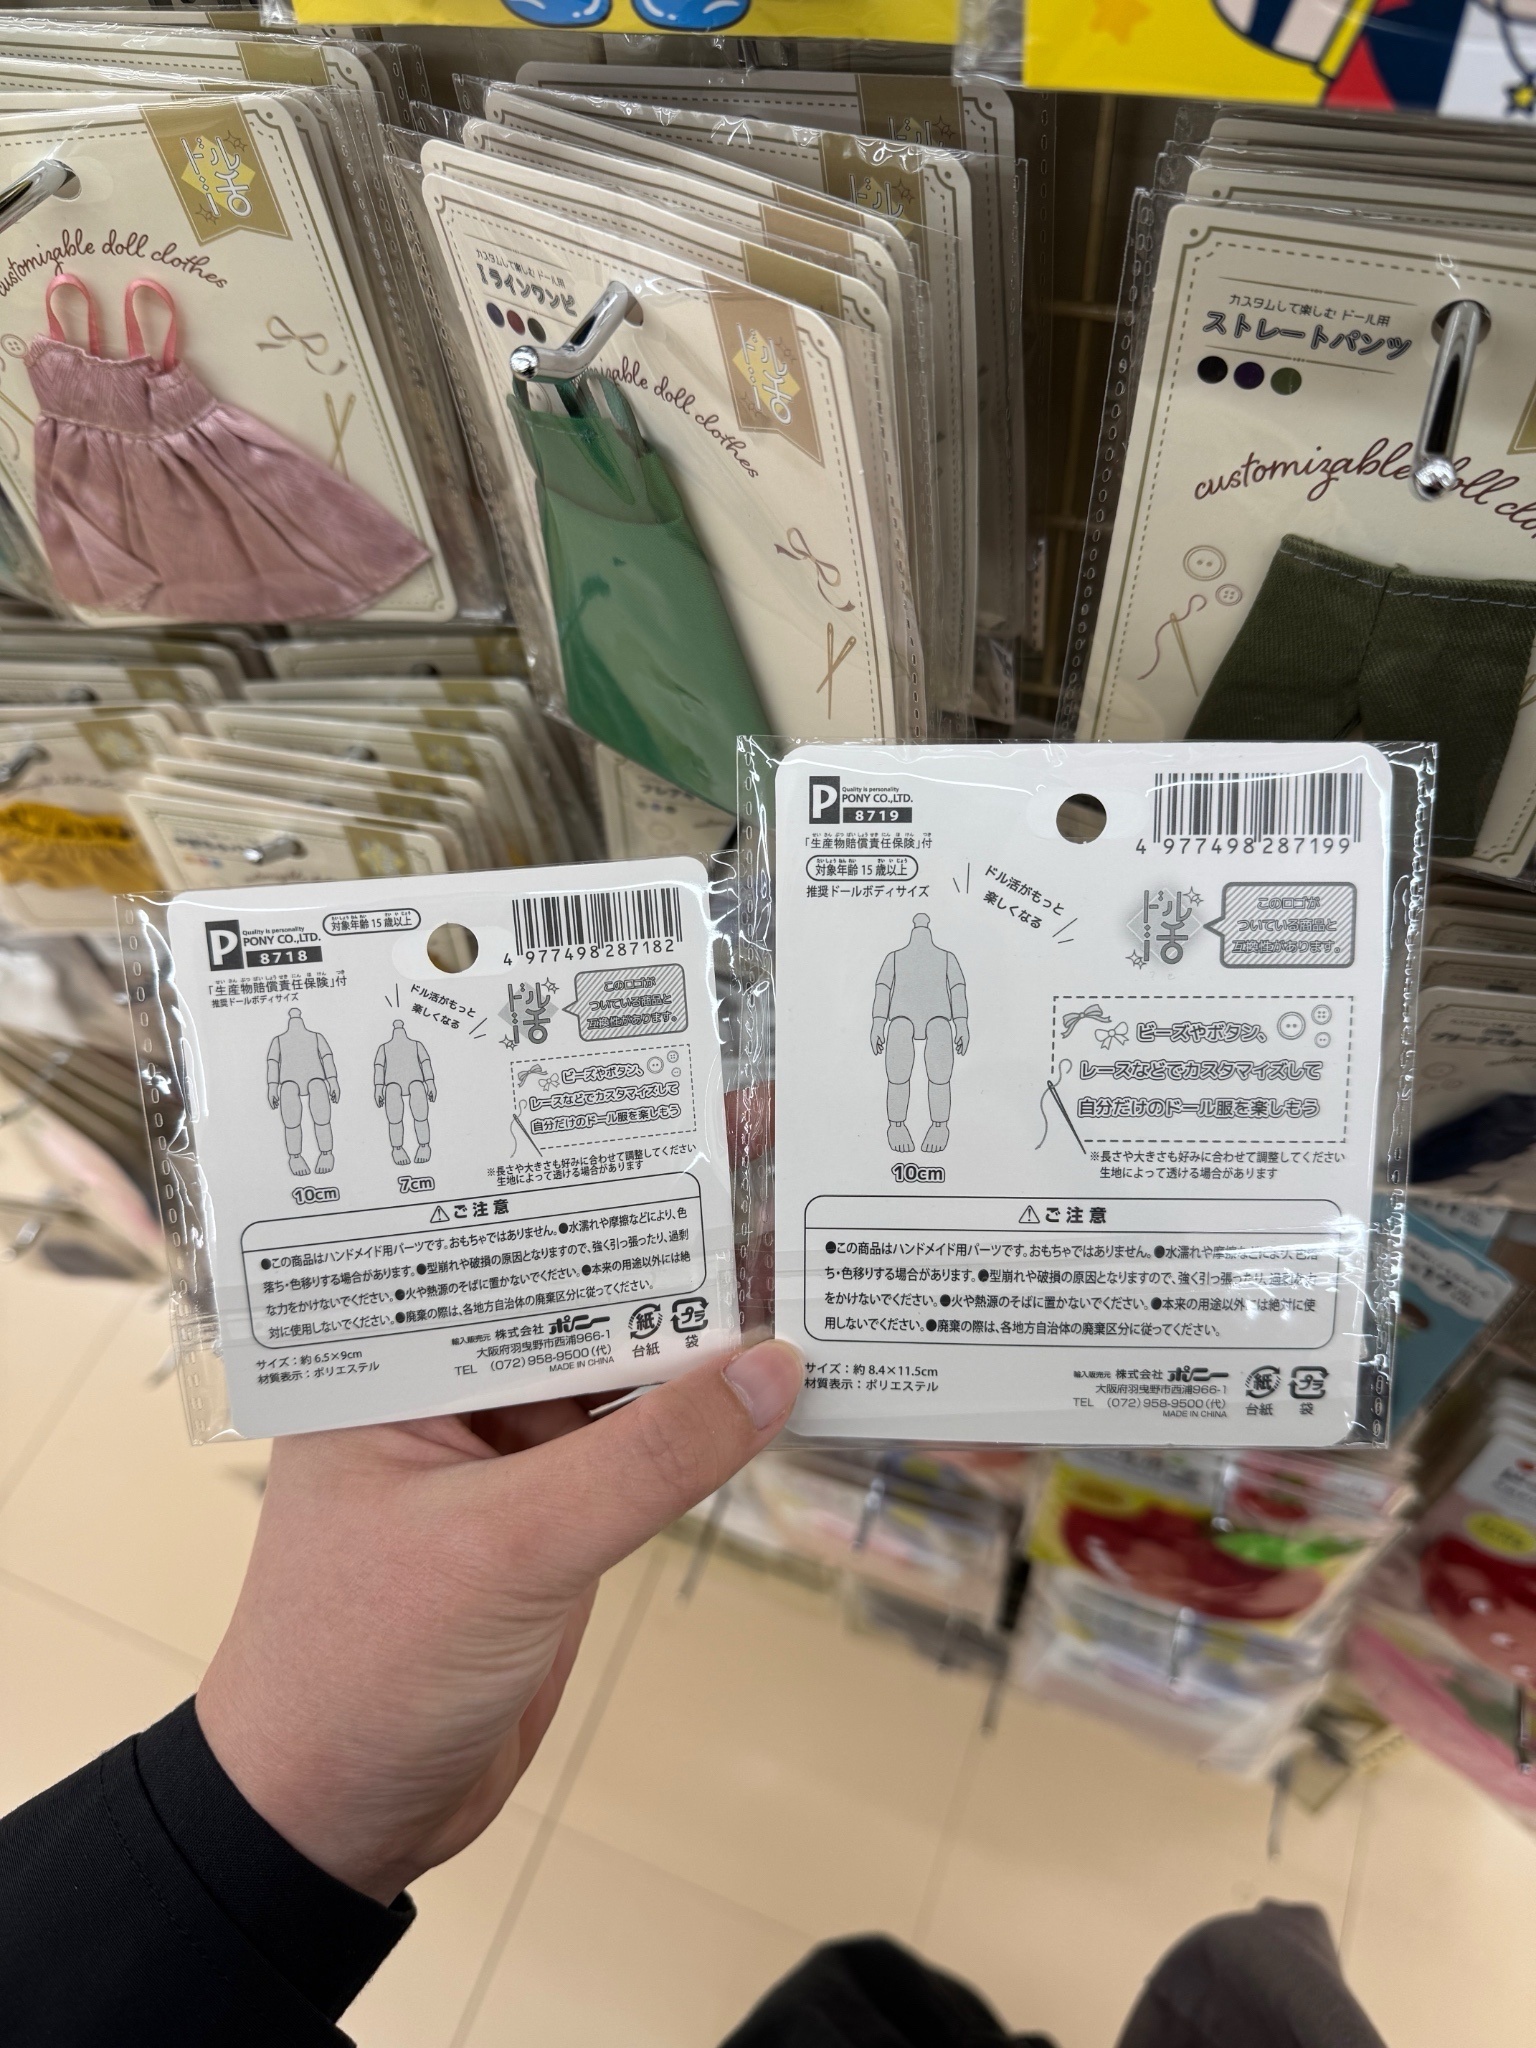 ドル活
customizable doll clothes
ドル
ドル
カスタムして楽しむ ドール用
Iラインワンピ
customizable doll clothes
ドル活
カスタムして楽しむ ドール用
ストレートパンツ
customizable doll clo
P Quality is personality
PONY CO.,LTD.
8718
対象年齢15歳以上
「生産物賠償責任保険」付
推奨ドールボディサイズ
4 977498 287182
ドル活がもっと
楽しくなる
ドル活
このロゴが
ついている商品と
互換性があります。
ビーズやボタン、
レースなどでカスタマイズして
自分だけのドール服を楽しもう
※長さや大きさも好みに合わせて調整してください
生地によって透ける場合があります
10cm
7cm
⚠ご注意
●この商品はハンドメイド用パーツです。おもちゃではありません。●水濡れや摩擦などにより、色
落ち・色移りする場合があります。●型崩れや破損の原因となりますので、強く引っ張ったり、過剰
な力をかけないでください。●火や熱源のそばに置かないでください。●本来の用途以外には絶
対に使用しないでください。●廃棄の際は、各地方自治体の廃棄区分に従ってください。
サイズ：約 6.5×9cm
材質表示：ポリエステル
輸入販売元 株式会社 ポニー
大阪府羽曳野市西浦966-1
TEL (072)958-9500(代)
MADE IN CHINA
紙
台紙
プラ
袋
P Quality is personality
PONY CO.,LTD.
8719
「生産物賠償責任保険」付
対象年齢15歳以上
推奨ドールボディサイズ
4 977498 287199
ドル活がもっと
楽しくなる
ドル活
このロゴが
ついている商品と
互換性があります。
ビーズやボタン、
レースなどでカスタマイズして
自分だけのドール服を楽しもう
※長さや大きさも好みに合わせて調整してください
生地によって透ける場合があります
10cm
⚠ご注意
●この商品はハンドメイド用パーツです。おもちゃではありません。●水濡れや摩擦などにより、色落
ち・色移りする場合があります。●型崩れや破損の原因となりますので、強く引っ張ったり、過剰な力
をかけないでください。●火や熱源のそばに置かないでください。●本来の用途以外には絶対に使
用しないでください。●廃棄の際は、各地方自治体の廃棄区分に従ってください。
サイズ：約 8.4×11.5cm
材質表示：ポリエステル
輸入販売元 株式会社 ポニー
大阪府羽曳野市西浦966-1
TEL (072)958-9500(代)
MADE IN CHINA
紙
台紙
プラ
袋